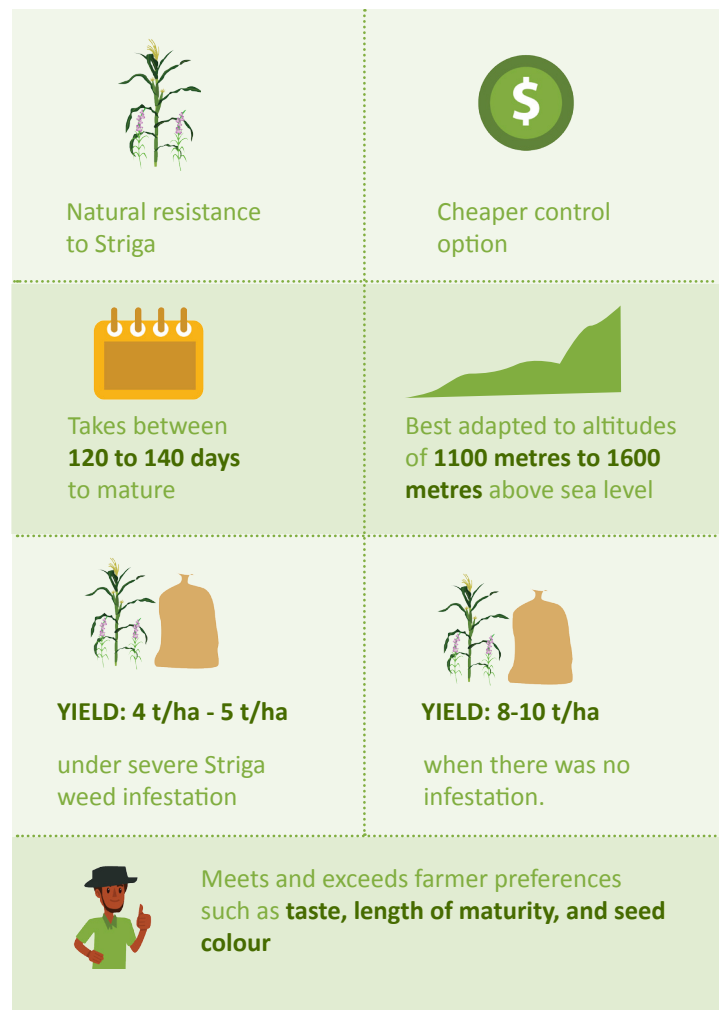 $
Natural resistance
to Striga
Cheaper control
option
Takes between
120 to 140 days
to mature
Best adapted to altitudes
of 1100 metres to 1600
metres above sea level
YIELD: 4 t/ha - 5 t/ha
under severe Striga
weed infestation
YIELD: 8-10 t/ha
when there was no
infestation.
Meets and exceeds farmer preferences
such as taste, length of maturity, and seed
colour